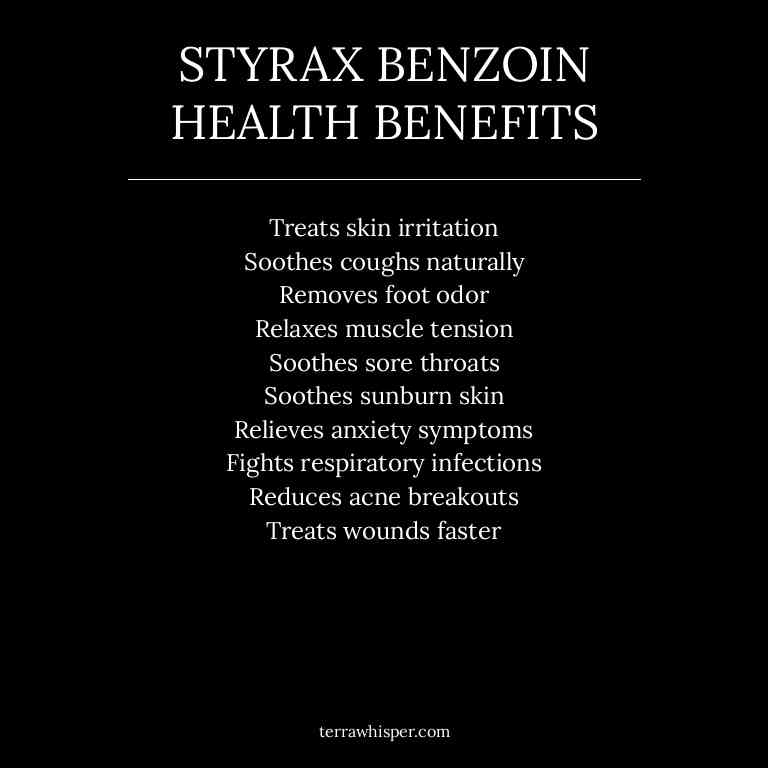 STYRAX BENZOIN
HEALTH BENEFITS
Treats skin irritation
Soothes coughs naturally
Removes foot odor
Relaxes muscle tension
Soothes sore throats
Soothes sunburn skin
Relieves anxiety symptoms
Fights respiratory infections
Reduces acne breakouts
Treats wounds faster
terrawhisper.com